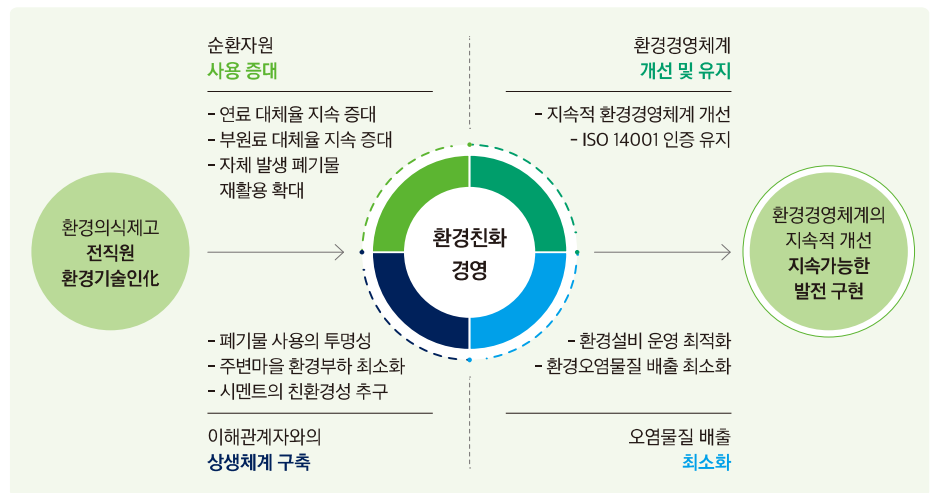 순환자원
사용 증대
- 연료 대체율 지속 증대
- 부원료 대체율 지속 증대
- 자체 발생 폐기물
재활용 확대
환경경영체계
개선 및 유지
- 지속적 환경경영체계 개선
- ISO 14001 인증 유지
환경의식제고
전직원
환경기술인화
환경친화
경영
환경경영체계의
지속적 개선
지속가능한
발전 구현
- 폐기물 사용의 투명성
- 주변마을 환경부하 최소화
- 시멘트의 친환경성 추구
이해관계자와의
상생체계 구축
- 환경설비 운영 최적화
- 환경오염물질 배출 최소화
오염물질 배출
최소화